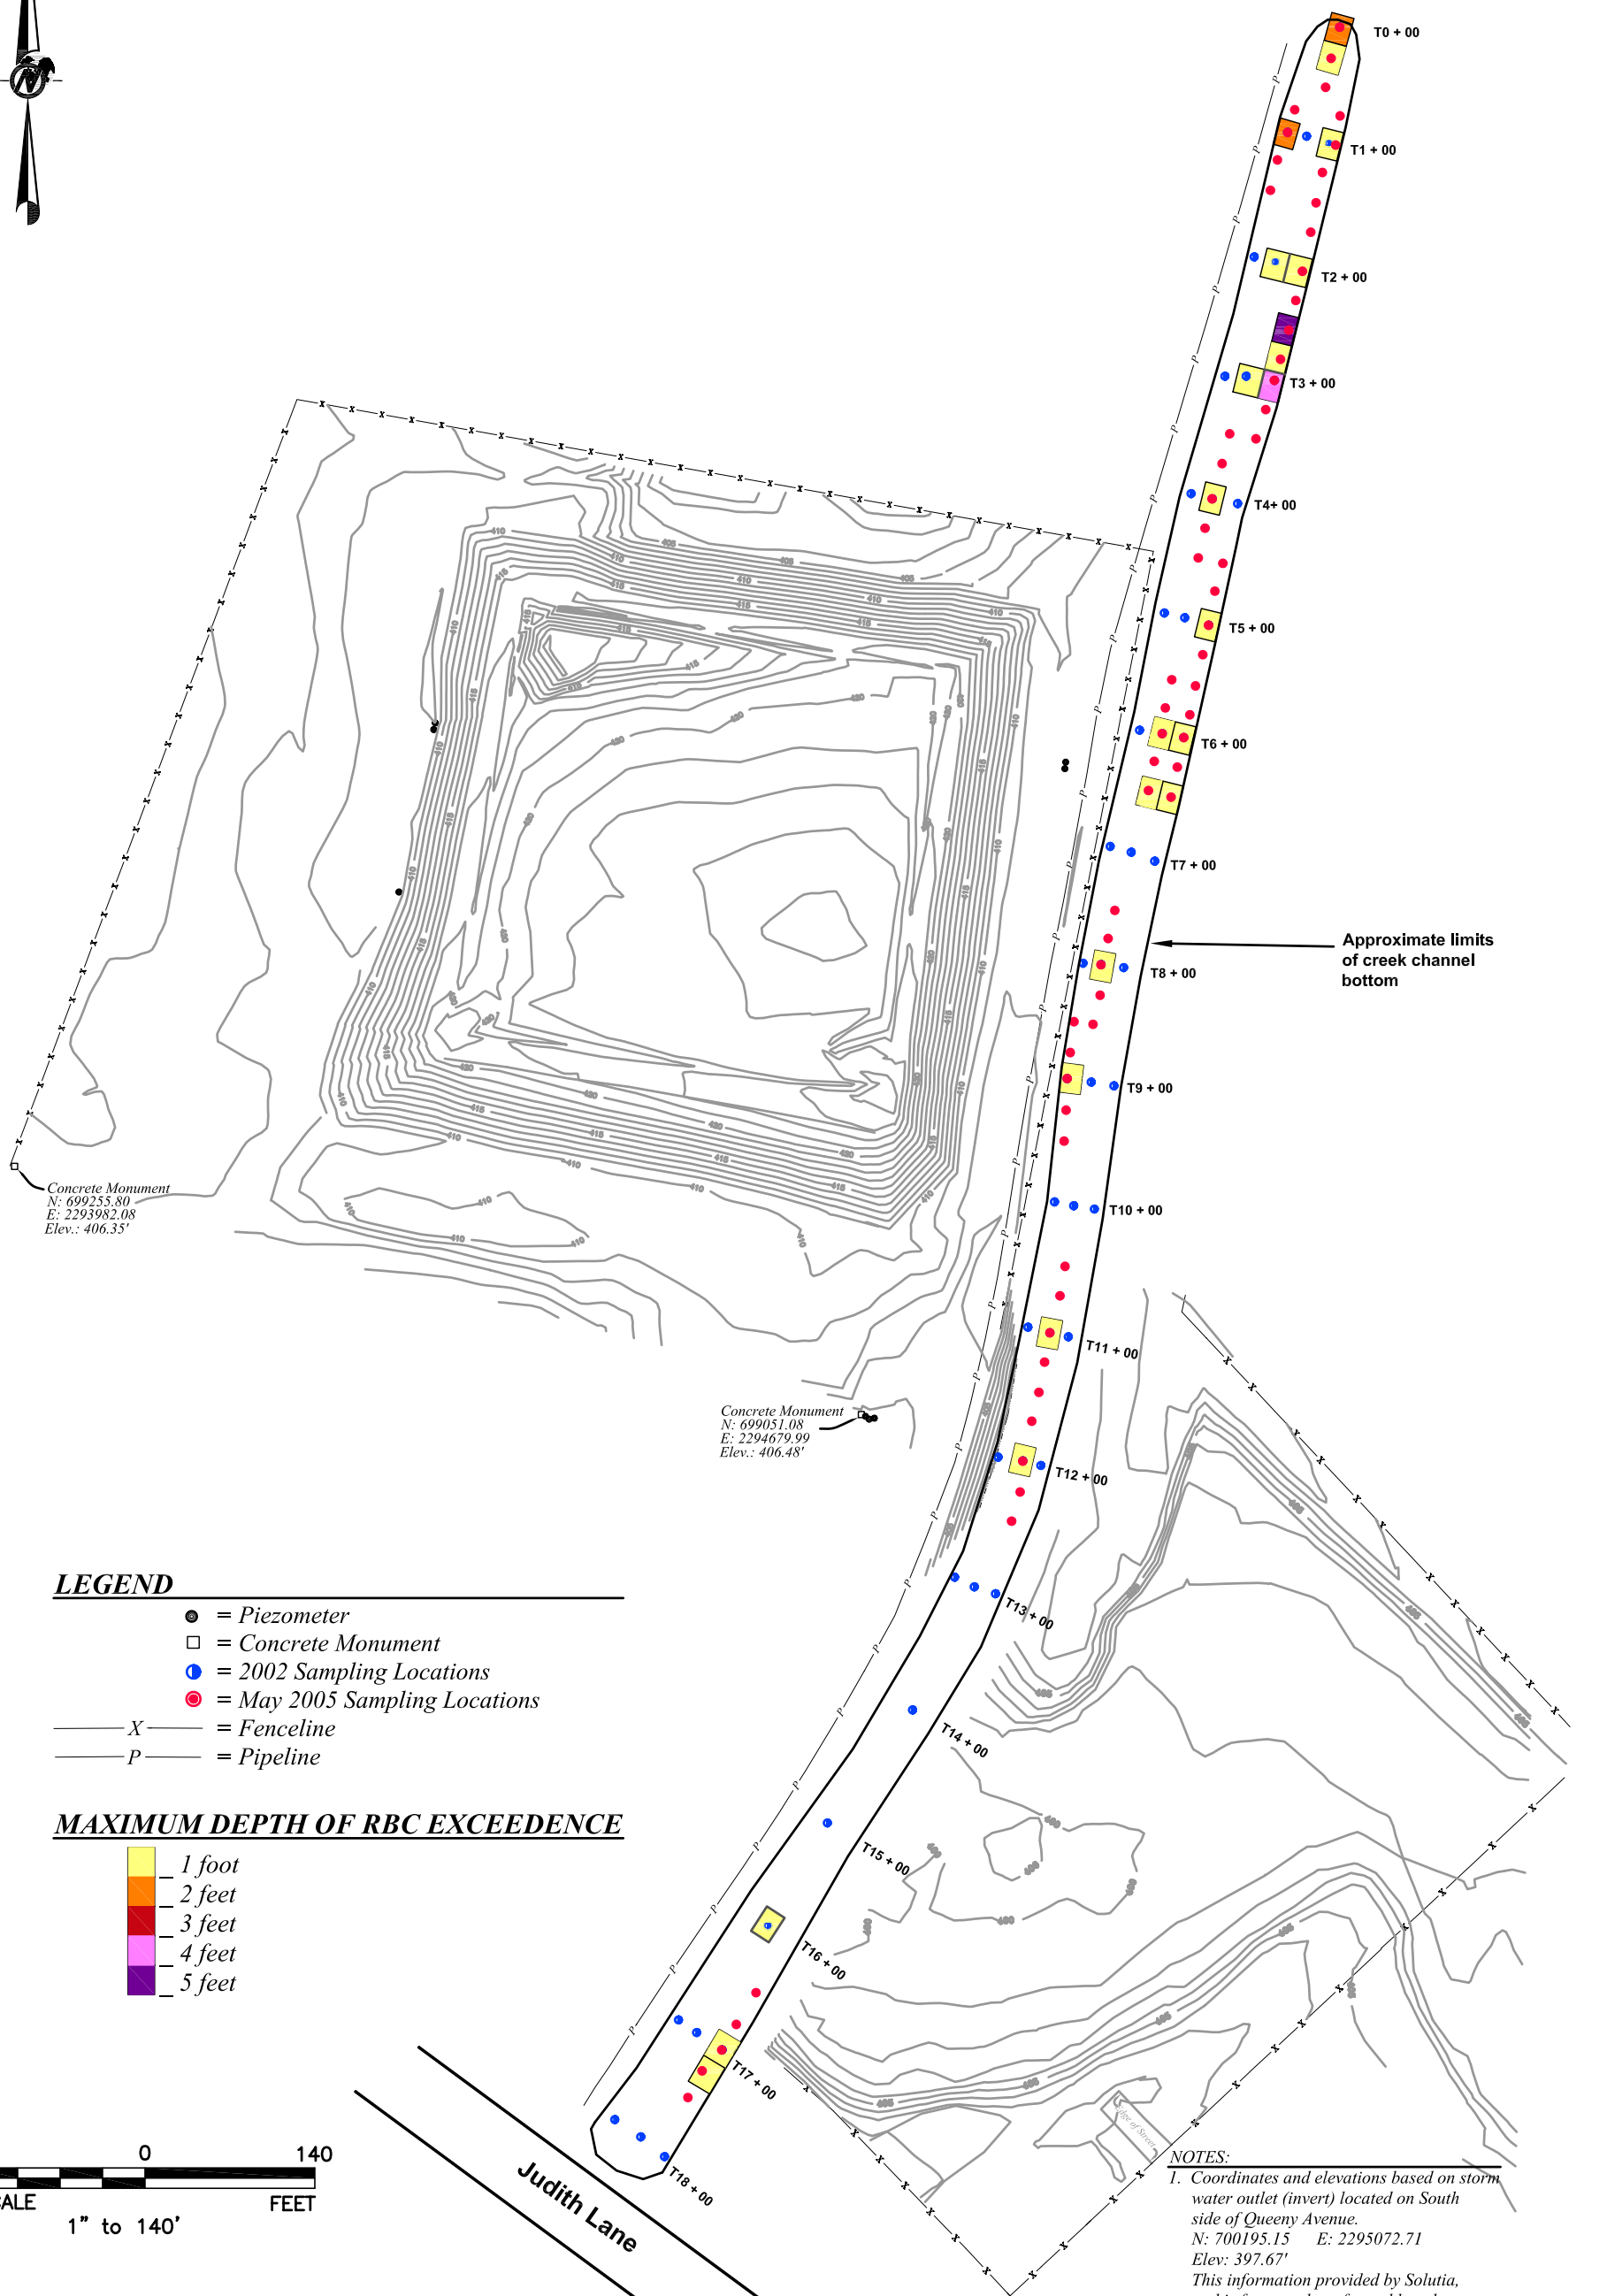 N
T0 + 00
T1 + 00
T2 + 00
T3 + 00
T4+ 00
T5 + 00
T6 + 00
T7 + 00
Approximate limits
of creek channel
bottom
T8 + 00
T9 + 00
T10 + 00
T11 + 00
T12 + 00
T13 + 00
T14 + 00
T15 + 00
T16 + 00
T17 + 00
T18 + 00
Concrete Monument
N: 699255.80
E: 2293982.08
Elev.: 406.35'
Concrete Monument
N: 699051.08
E: 2294679.99
Elev.: 406.48'
LEGEND
= Piezometer
= Concrete Monument
= 2002 Sampling Locations
= May 2005 Sampling Locations
X = Fenceline
P = Pipeline
MAXIMUM DEPTH OF RBC EXCEEDENCE
_ 1 foot
_ 2 feet
_ 3 feet
_ 4 feet
_ 5 feet
0 140
FEET
1" to 140'
Judith Lane
Edge of Street
NOTES:
1. Coordinates and elevations based on storm
water outlet (invert) located on South
side of Queeny Avenue.
N: 700195.15 E: 2295072.71
Elev: 397.67'
This information provided by Solutia,